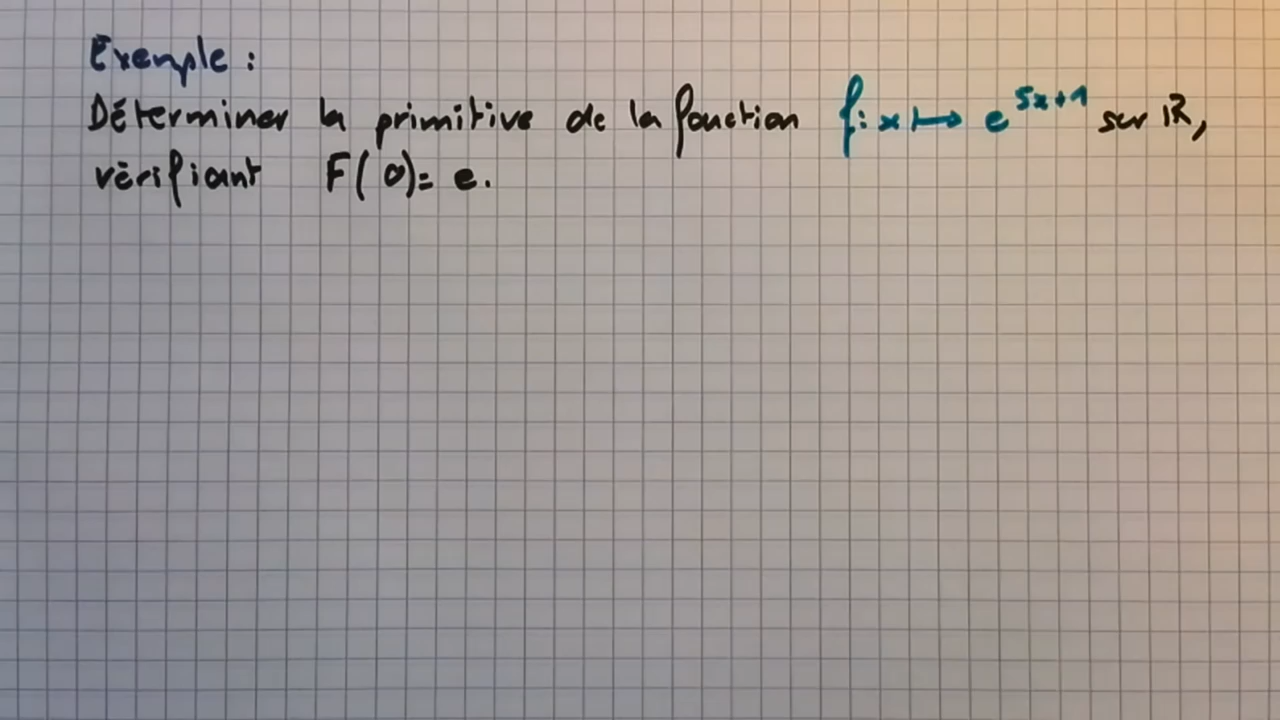 Exemple :
Déterminer la primitive de la fonction f: x ↦ e^{5x+1} sur ℝ,
vérifiant F(0)= e.